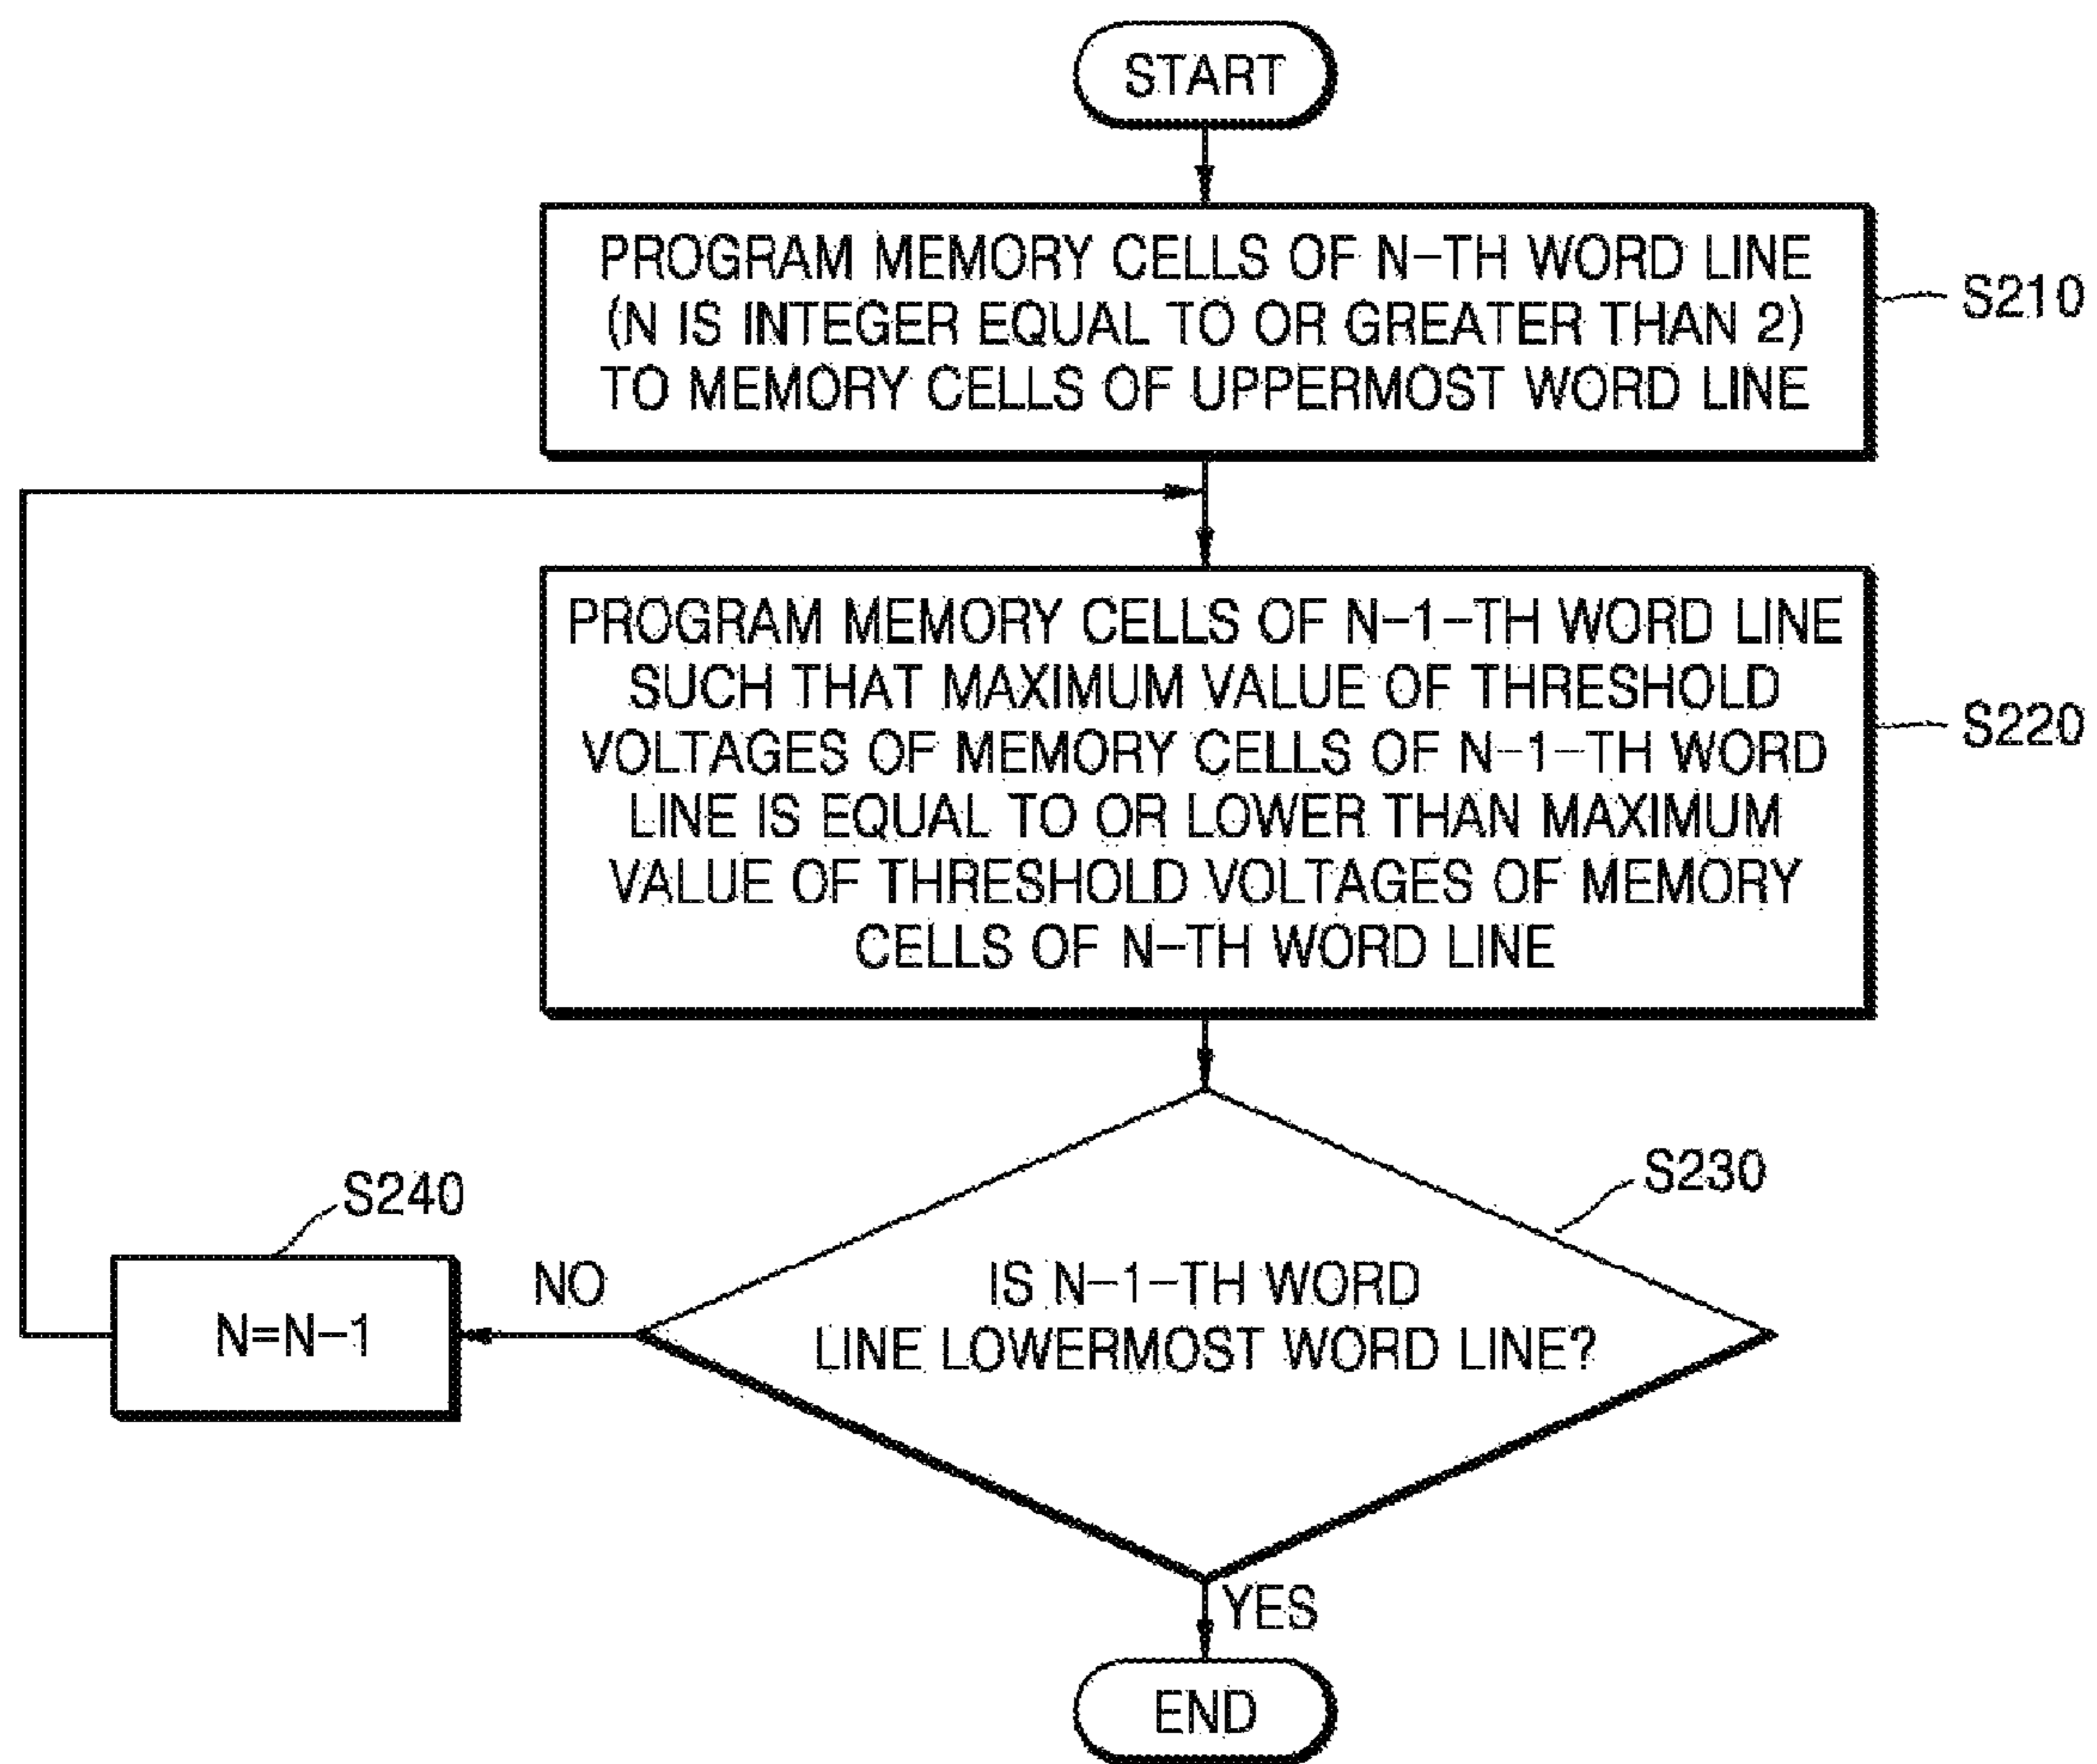 START
PROGRAM MEMORY CELLS OF N-TH WORD LINE
(N IS INTEGER EQUAL TO OR GREATER THAN 2)
TO MEMORY CELLS OF UPPERMOST WORD LINE
S210
PROGRAM MEMORY CELLS OF N-1-TH WORD LINE
SUCH THAT MAXIMUM VALUE OF THRESHOLD
VOLTAGES OF MEMORY CELLS OF N-1-TH WORD
LINE IS EQUAL TO OR LOWER THAN MAXIMUM
VALUE OF THRESHOLD VOLTAGES OF MEMORY
CELLS OF N-TH WORD LINE
S220
S230
IS N-1-TH WORD
LINE LOWERMOST WORD LINE?
NO
S240
N=N-1
YES
END